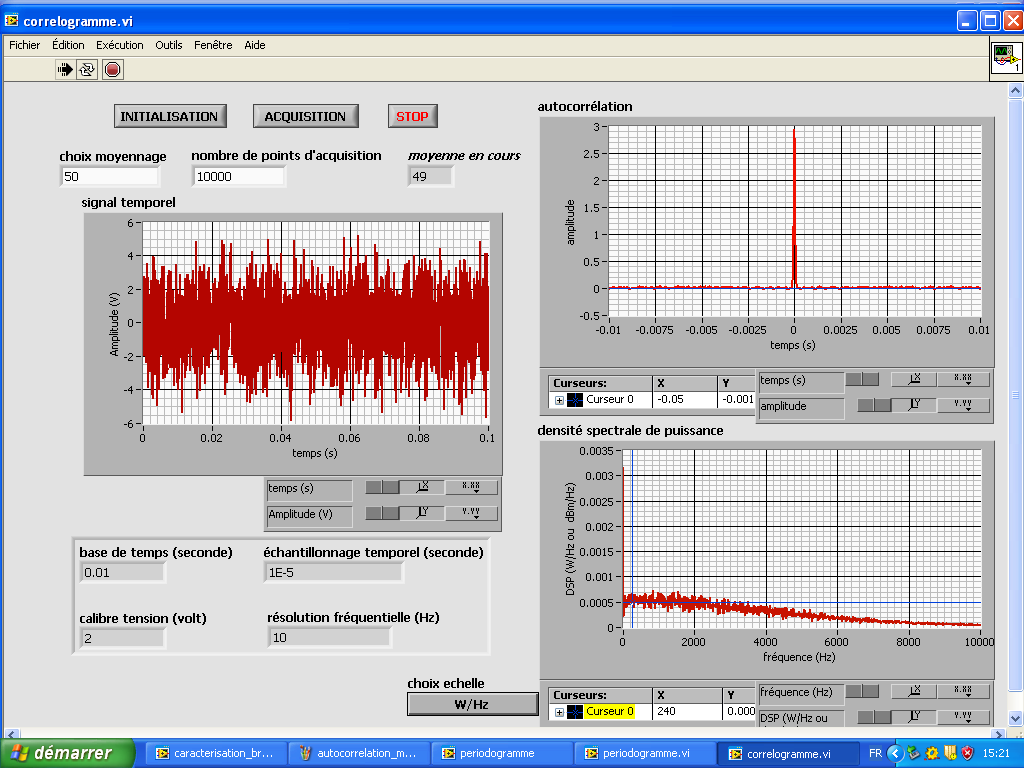 correlogramme.vi
Fichier Édition Exécution Outils Fenêtre Aide
1
INITIALISATION ACQUISITION STOP
choix moyennage nombre de points d'acquisition moyenne en cours
50 10000 49
signal temporel
Amplitude (V)
6
4
2
0
-2
-4
-6
0 0.02 0.04 0.06 0.08 0.1
temps (s)
temps (s)
Amplitude (V)
base de temps (seconde) échantillonnage temporel (seconde)
0.01 1E-5
calibre tension (volt) résolution fréquentielle (Hz)
2 10
choix echelle
W/Hz
autocorrélation
amplitude
3
2.5
2
1.5
1
0.5
0
-0.5
-0.01 -0.0075 -0.005 -0.0025 0 0.0025 0.005 0.0075 0.01
temps (s)
Curseurs: X Y
Curseur 0 -0.05 -0.001
temps (s) X.XX
amplitude Y.YY
densité spectrale de puissance
DSP (W/Hz ou dBm/Hz)
0.0035
0.003
0.0025
0.002
0.0015
0.001
0.0005
0
0 2000 4000 6000 8000 10000
fréquence (Hz)
Curseurs: X Y
Curseur 0 240 0.000
fréquence (Hz) X.XX
DSP (W/Hz ou Y.YY
démarrer caracterisation_br... autocorrelation_m... periodogramme periodogramme.vi correlogramme.vi FR 15:21